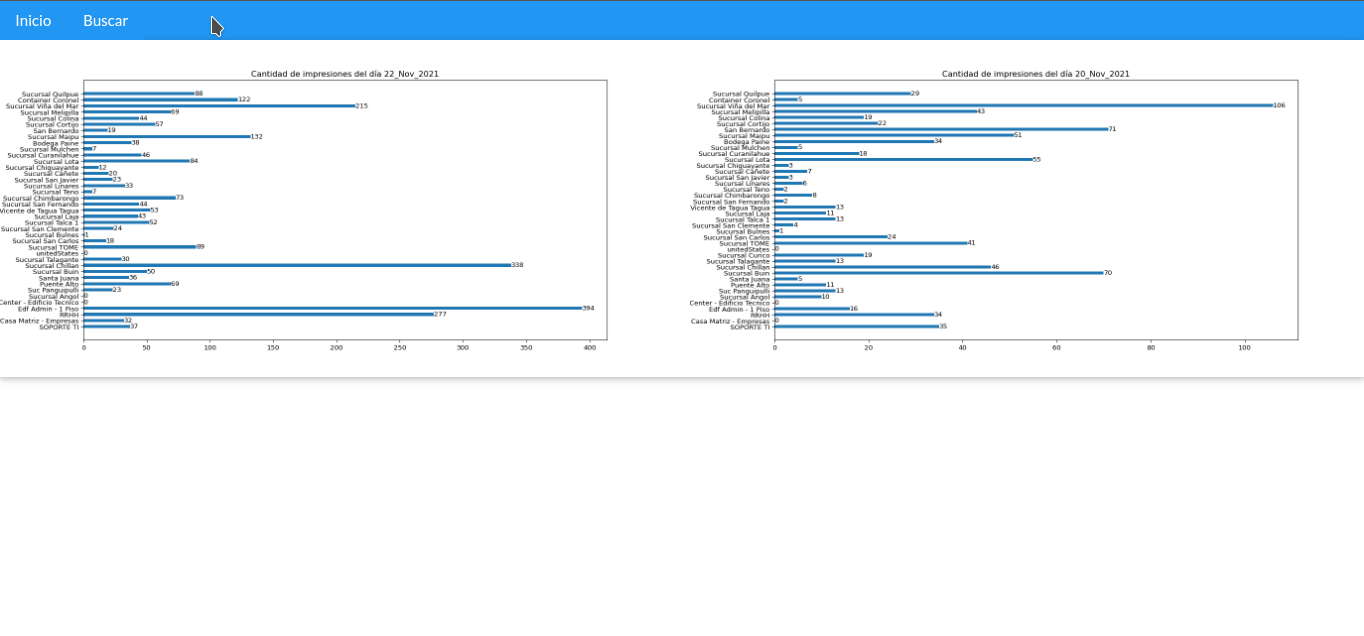 Inicio Buscar
Cantidad de impresiones del día 22_Nov_2021
Sucursal Quilpue 88
Container Coronel 122
Sucursal Viña del Mar 215
Sucursal Melipilla 69
Sucursal Colina 44
Sucursal Cortijo 57
San Bernardo 19
Sucursal Maipu 132
Bodega Paine 38
Sucursal Mulchen 7
Sucursal Curanilahue 46
Sucursal Lota 84
Sucursal Chiguayante 12
Sucursal Cañete 20
Sucursal San Javier 23
Sucursal Linares 33
Sucursal Teno 7
Sucursal Chimbarongo 73
Sucursal San Fernando 44
Vicente de Tagua Tagua 53
Sucursal Laja 43
Sucursal Talca 1 52
Sucursal San Clemente 24
Sucursal Bulnes 1
Sucursal San Carlos 18
Sucursal TOME 89
unitedStates 0
Sucursal Talagante 30
Sucursal Chillan 338
Sucursal Buin 50
Santa Juana 36
Puente Alto 69
Suc Panguipulli 23
Sucursal Angol 0
Center - Edificio Tecnico 0
Edf Admin - 1 Piso 394
RRHH 277
Casa Matriz - Empresas 32
SOPORTE TI 37
0 50 100 150 200 250 300 350 400
Cantidad de impresiones del día 20_Nov_2021
Sucursal Quilpue 29
Container Coronel 5
Sucursal Viña del Mar 106
Sucursal Melipilla 43
Sucursal Colina 19
Sucursal Cortijo 22
San Bernardo 71
Sucursal Maipu 51
Bodega Paine 34
Sucursal Mulchen 5
Sucursal Curanilahue 18
Sucursal Lota 55
Sucursal Chiguayante 3
Sucursal Cañete 7
Sucursal San Javier 3
Sucursal Linares 6
Sucursal Teno 2
Sucursal Chimbarongo 8
Sucursal San Fernando 2
Vicente de Tagua Tagua 13
Sucursal Laja 11
Sucursal Talca 1 13
Sucursal San Clemente 4
Sucursal Bulnes 1
Sucursal San Carlos 24
Sucursal TOME 41
unitedStates 0
Sucursal Curico 19
Sucursal Talagante 13
Sucursal Chillan 46
Sucursal Buin 70
Santa Juana 5
Puente Alto 11
Suc Panguipulli 13
Sucursal Angol 10
Center - Edificio Tecnico 0
Edf Admin - 1 Piso 16
RRHH 34
Casa Matriz - Empresas 0
SOPORTE TI 35
0 20 40 60 80 100